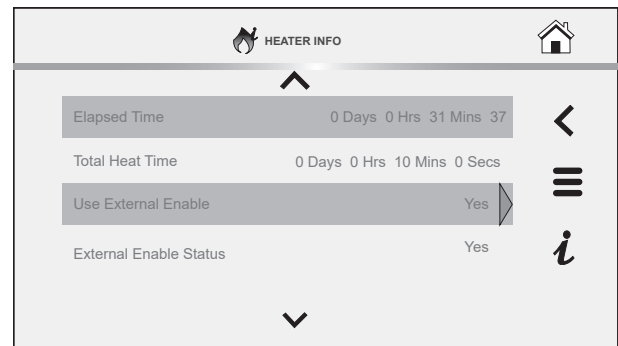 HEATER INFO
Elapsed Time 0 Days 0 Hrs 31 Mins 37
Total Heat Time 0 Days 0 Hrs 10 Mins 0 Secs
Use External Enable Yes
External Enable Status Yes